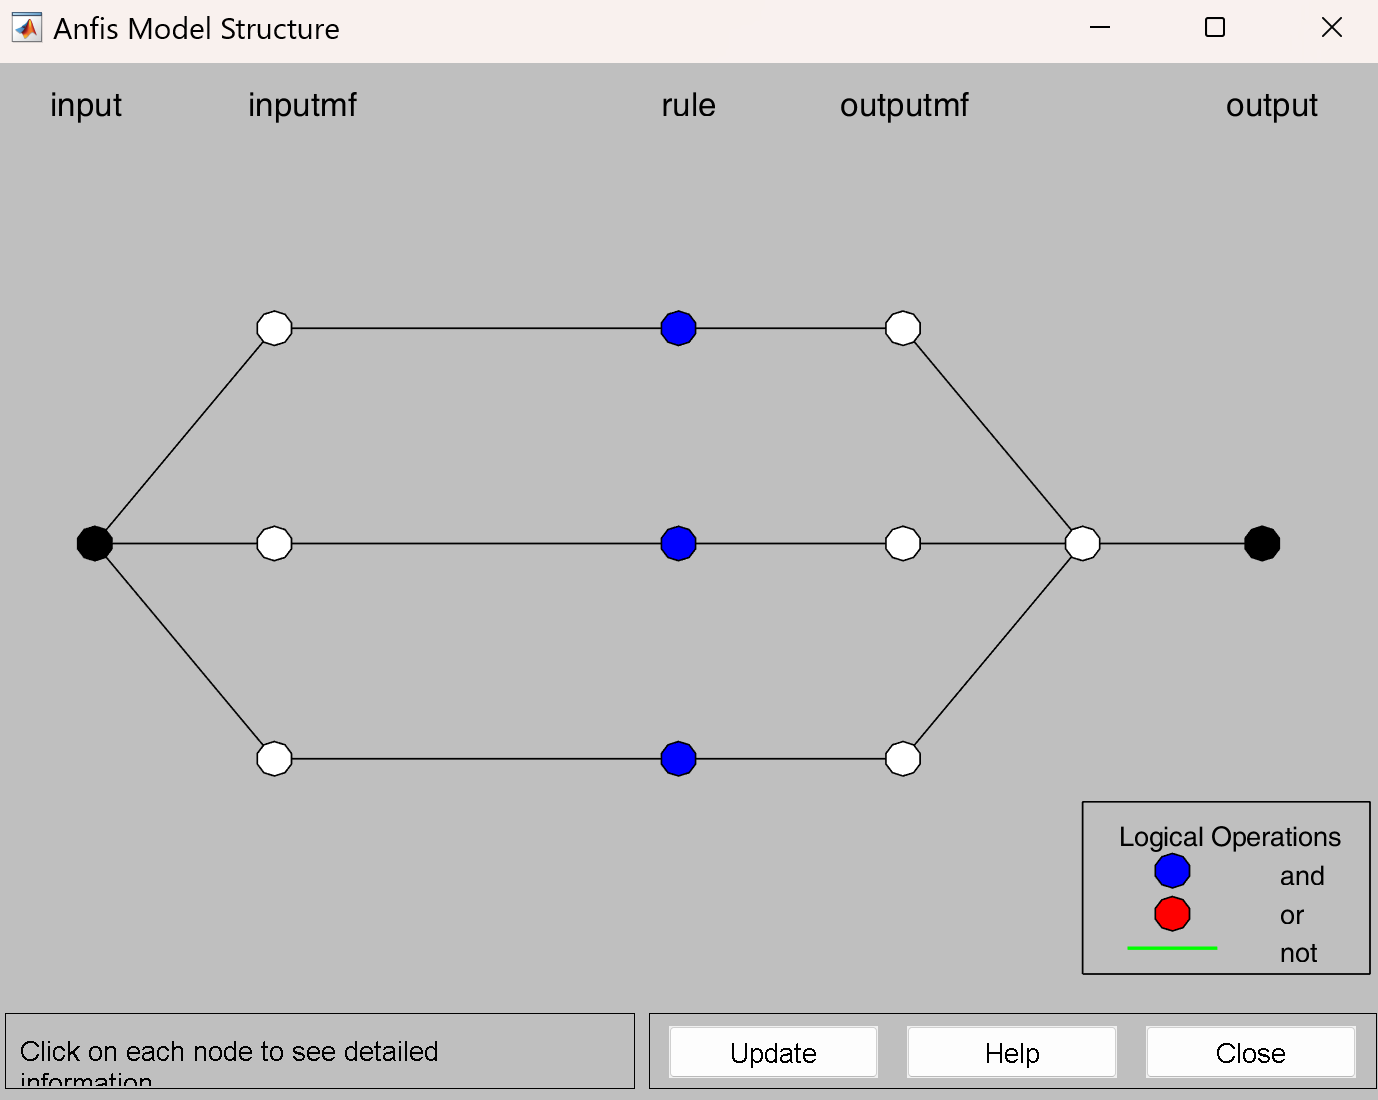 Anfis Model Structure
input inputmf rule outputmf output
Logical Operations
and
or
not
Click on each node to see detailed
information
Update Help Close